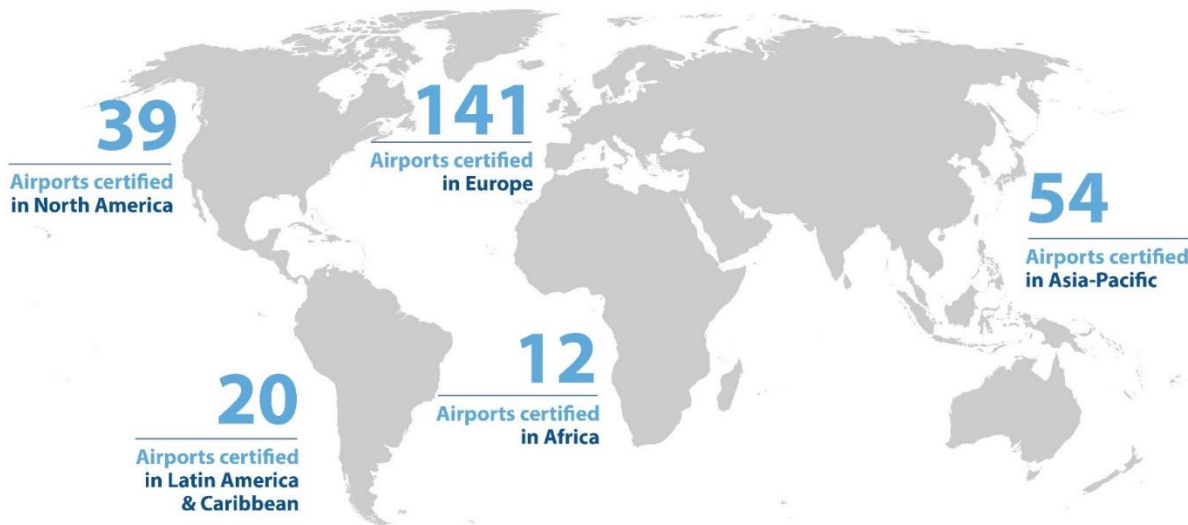 39
Airports certified
in North America
141
Airports certified
in Europe
54
Airports certified
in Asia-Pacific
20
Airports certified
in Latin America
& Caribbean
12
Airports certified
in Africa